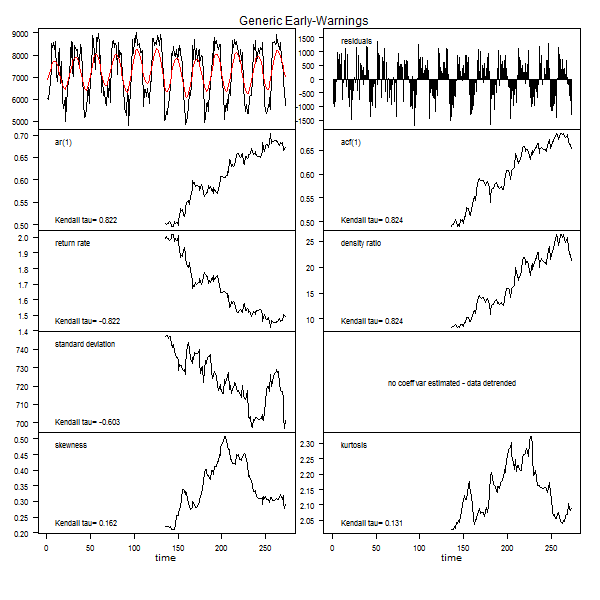 Generic Early-Warnings
9000
8000
7000
6000
5000
residuals
1500
1000
500
0
-500
-1500
ar(1)
0.70
0.65
0.60
0.55
0.50
Kendall tau= 0.822
acf(1)
0.65
0.60
0.55
0.50
Kendall tau= 0.824
return rate
2.0
1.9
1.8
1.7
1.6
1.5
1.4
Kendall tau= -0.822
density ratio
25
20
15
10
Kendall tau= 0.824
standard deviation
740
730
720
710
700
Kendall tau= -0.603
no coeff var estimated - data detrended
skewness
0.50
0.45
0.40
0.35
0.30
0.25
0.20
Kendall tau= 0.162
kurtosis
2.30
2.25
2.20
2.15
2.10
2.05
Kendall tau= 0.131
0 50 100 150 200 250
time
0 50 100 150 200 250
time